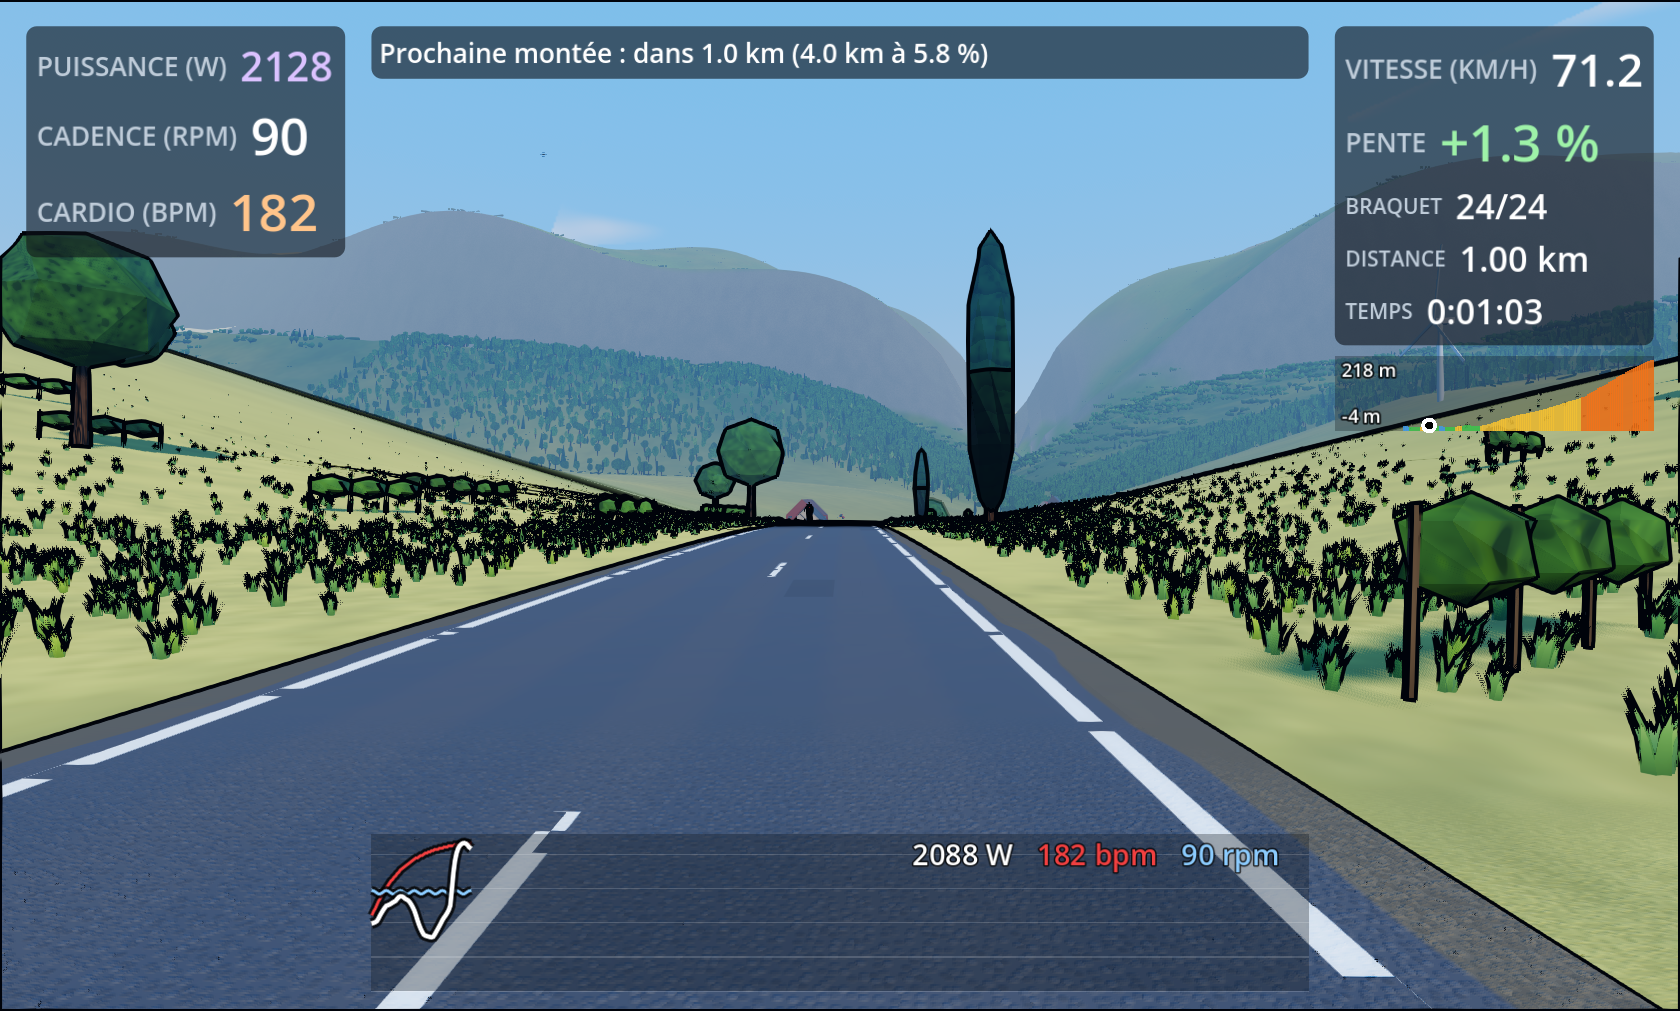 PUISSANCE (W) 2128
CADENCE (RPM) 90
CARDIO (BPM) 182
Prochaine montée : dans 1.0 km (4.0 km à 5.8 %)
VITESSE (KM/H) 71.2
PENTE +1.3 %
BRAQUET 24/24
DISTANCE 1.00 km
TEMPS 0:01:03
218 m
-4 m
2088 W 182 bpm 90 rpm